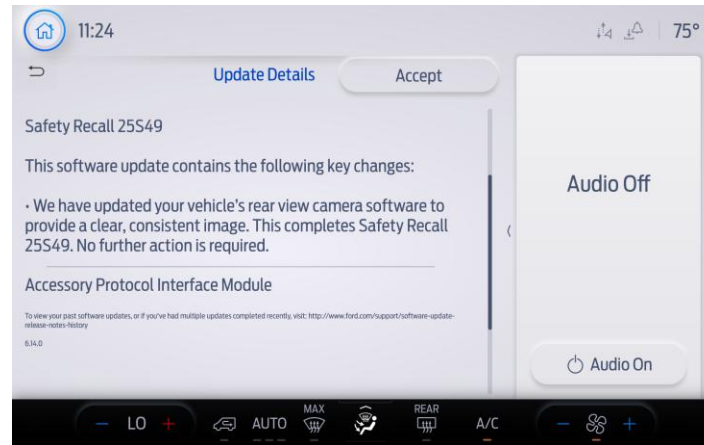 11:24
75°
Update Details
Accept
Safety Recall 25S49
This software update contains the following key changes:
· We have updated your vehicle's rear view camera software to
provide a clear, consistent image. This completes Safety Recall
25S49. No further action is required.
Accessory Protocol Interface Module
To view your past software updates, or if you've had multiple updates completed recently, visit: http://www.ford.com/support/software-update-
release-notes-history
6.14.0
Audio Off
Audio On
− LO +
AUTO
MAX
REAR
A/C
− +